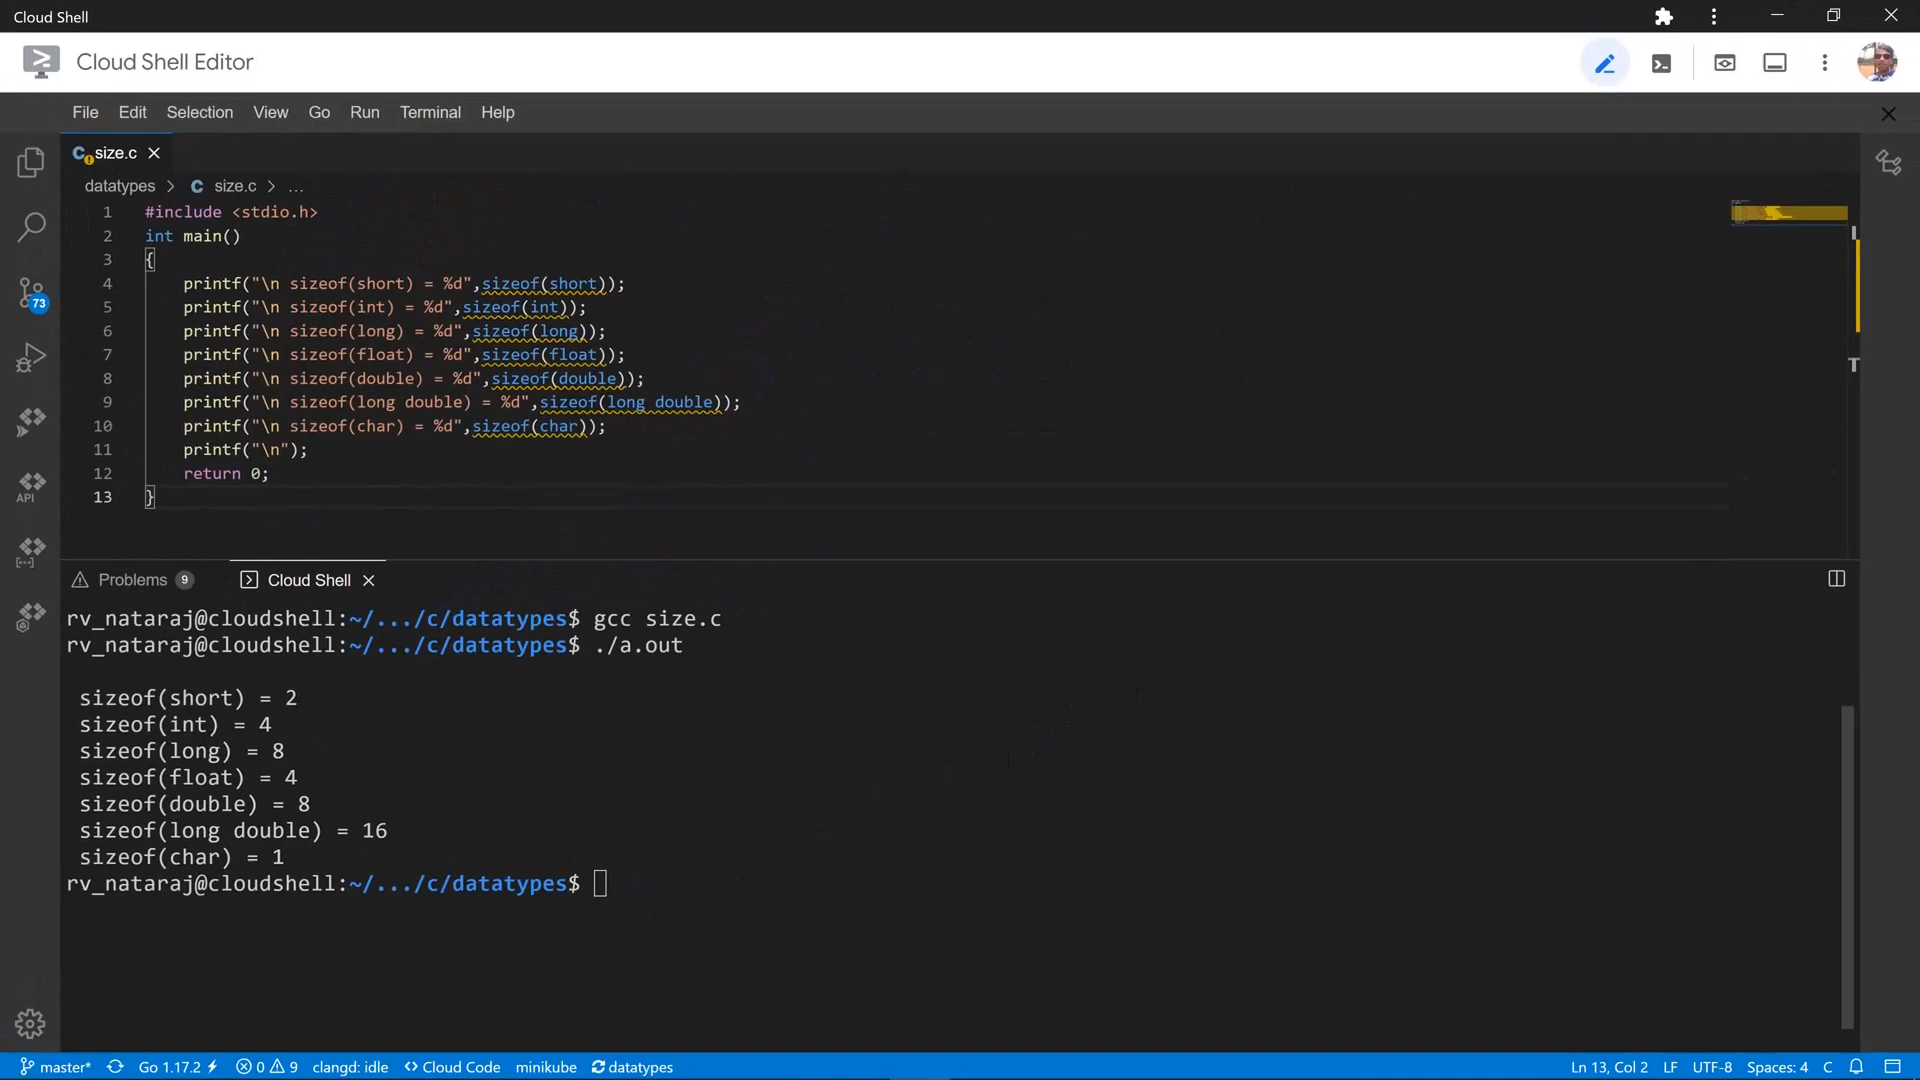 Cloud Shell
Cloud Shell Editor
File Edit Selection View Go Run Terminal Help
size.c
datatypes > C size.c > ...
1 #include <stdio.h>
2 int main()
3 {
4 printf("\n sizeof(short) = %d",sizeof(short));
5 printf("\n sizeof(int) = %d",sizeof(int));
6 printf("\n sizeof(long) = %d",sizeof(long));
7 printf("\n sizeof(float) = %d",sizeof(float));
8 printf("\n sizeof(double) = %d",sizeof(double));
9 printf("\n sizeof(long double) = %d",sizeof(long double));
10 printf("\n sizeof(char) = %d",sizeof(char));
11 printf("\n");
12 return 0;
13 }
73
API
Problems 9 Cloud Shell
rv_nataraj@cloudshell:~/.../c/datatypes$ gcc size.c
rv_nataraj@cloudshell:~/.../c/datatypes$ ./a.out
sizeof(short) = 2
sizeof(int) = 4
sizeof(long) = 8
sizeof(float) = 4
sizeof(double) = 8
sizeof(long double) = 16
sizeof(char) = 1
rv_nataraj@cloudshell:~/.../c/datatypes$
master* Go 1.17.2 0 9 clangd: idle Cloud Code minikube datatypes Ln 13, Col 2 LF UTF-8 Spaces: 4 C